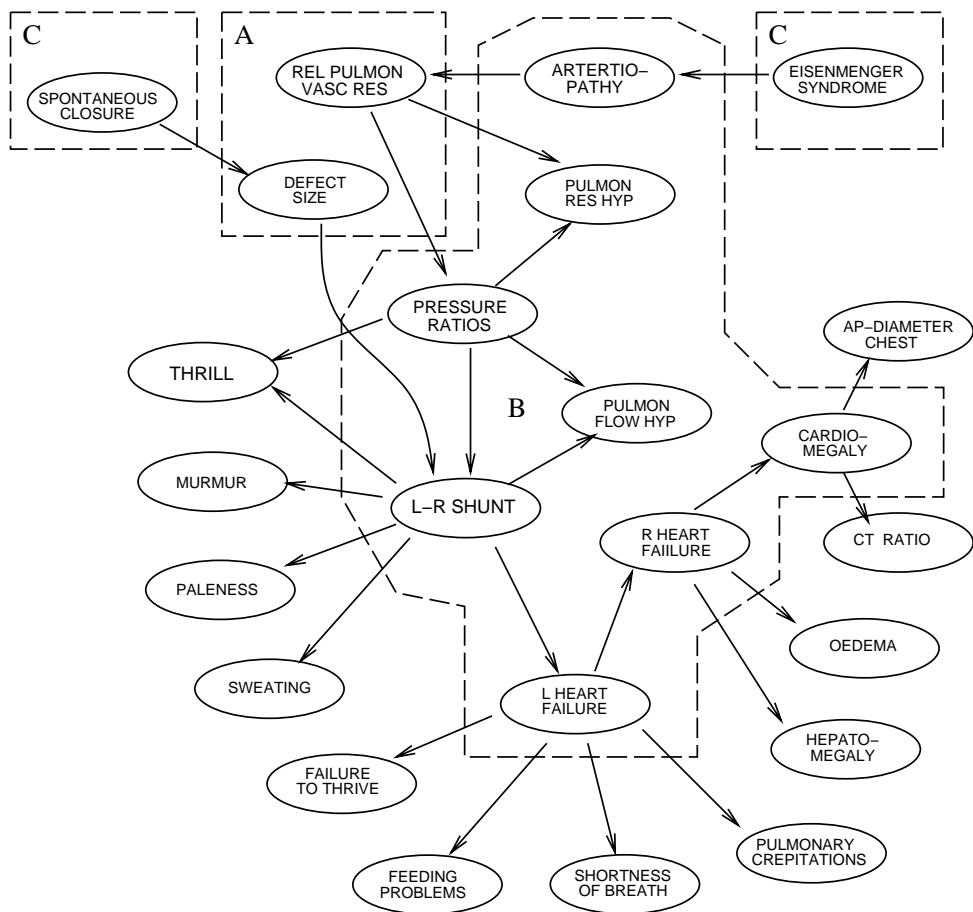 C
A
C
REL PULMON
VASC RES
ARTERTIO–
PATHY
EISENMENGER
SYNDROME
SPONTANEOUS
CLOSURE
DEFECT
SIZE
PULMON
RES HYP
PRESSURE
RATIOS
AP–DIAMETER
CHEST
THRILL
B
PULMON
FLOW HYP
CARDIO–
MEGALY
MURMUR
L–R SHUNT
R HEART
FAIILURE
CT RATIO
PALENESS
OEDEMA
SWEATING
L HEART
FAILURE
HEPATO–
MEGALY
FAILURE
TO THRIVE
PULMONARY
CREPITATIONS
FEEDING
PROBLEMS
SHORTNESS
OF BREATH